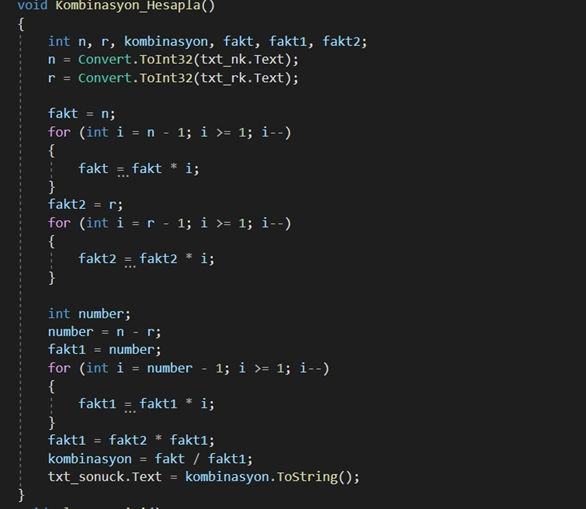 void Kombinasyon_Hesapla()
{
int n, r, kombinasyon, fakt, fakt1, fakt2;
n = Convert.ToInt32(txt_nk.Text);
r = Convert.ToInt32(txt_rk.Text);
fakt = n;
for (int i = n - 1; i >= 1; i--)
{
fakt = fakt * i;
}
fakt2 = r;
for (int i = r - 1; i >= 1; i--)
{
fakt2 = fakt2 * i;
}
int number;
number = n - r;
fakt1 = number;
for (int i = number - 1; i >= 1; i--)
{
fakt1 = fakt1 * i;
}
fakt1 = fakt2 * fakt1;
kombinasyon = fakt / fakt1;
txt_sonuck.Text = kombinasyon.ToString();
}